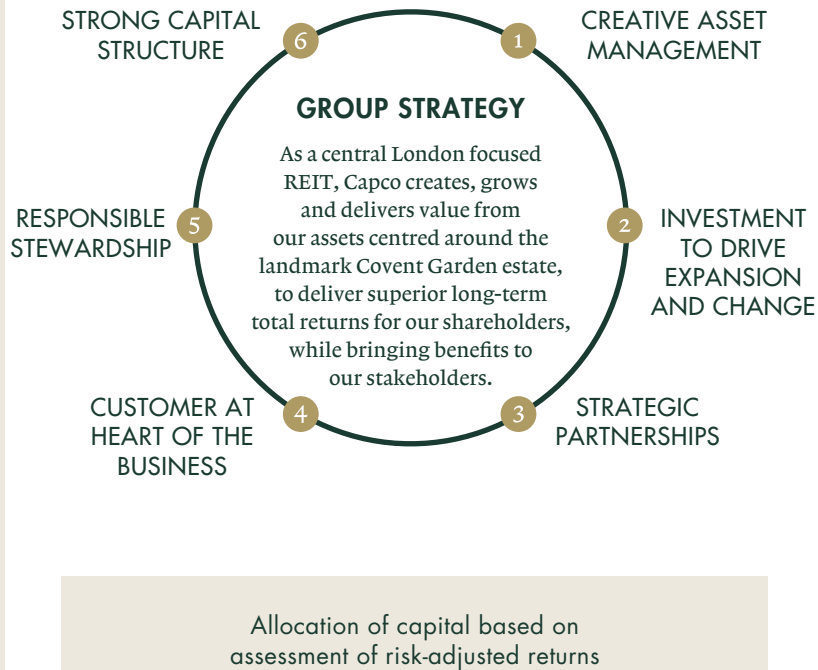 STRONG CAPITAL
STRUCTURE
6
1
CREATIVE ASSET
MANAGEMENT
GROUP STRATEGY
As a central London focused
REIT, Capco creates, grows
and delivers value from
our assets centred around the
landmark Covent Garden estate,
to deliver superior long-term
total returns for our shareholders,
while bringing benefits to
our stakeholders.
RESPONSIBLE
STEWARDSHIP
5
2
INVESTMENT
TO DRIVE
EXPANSION
AND CHANGE
CUSTOMER AT
HEART OF THE
BUSINESS
4
3
STRATEGIC
PARTNERSHIPS
Allocation of capital based on
assessment of risk-adjusted returns